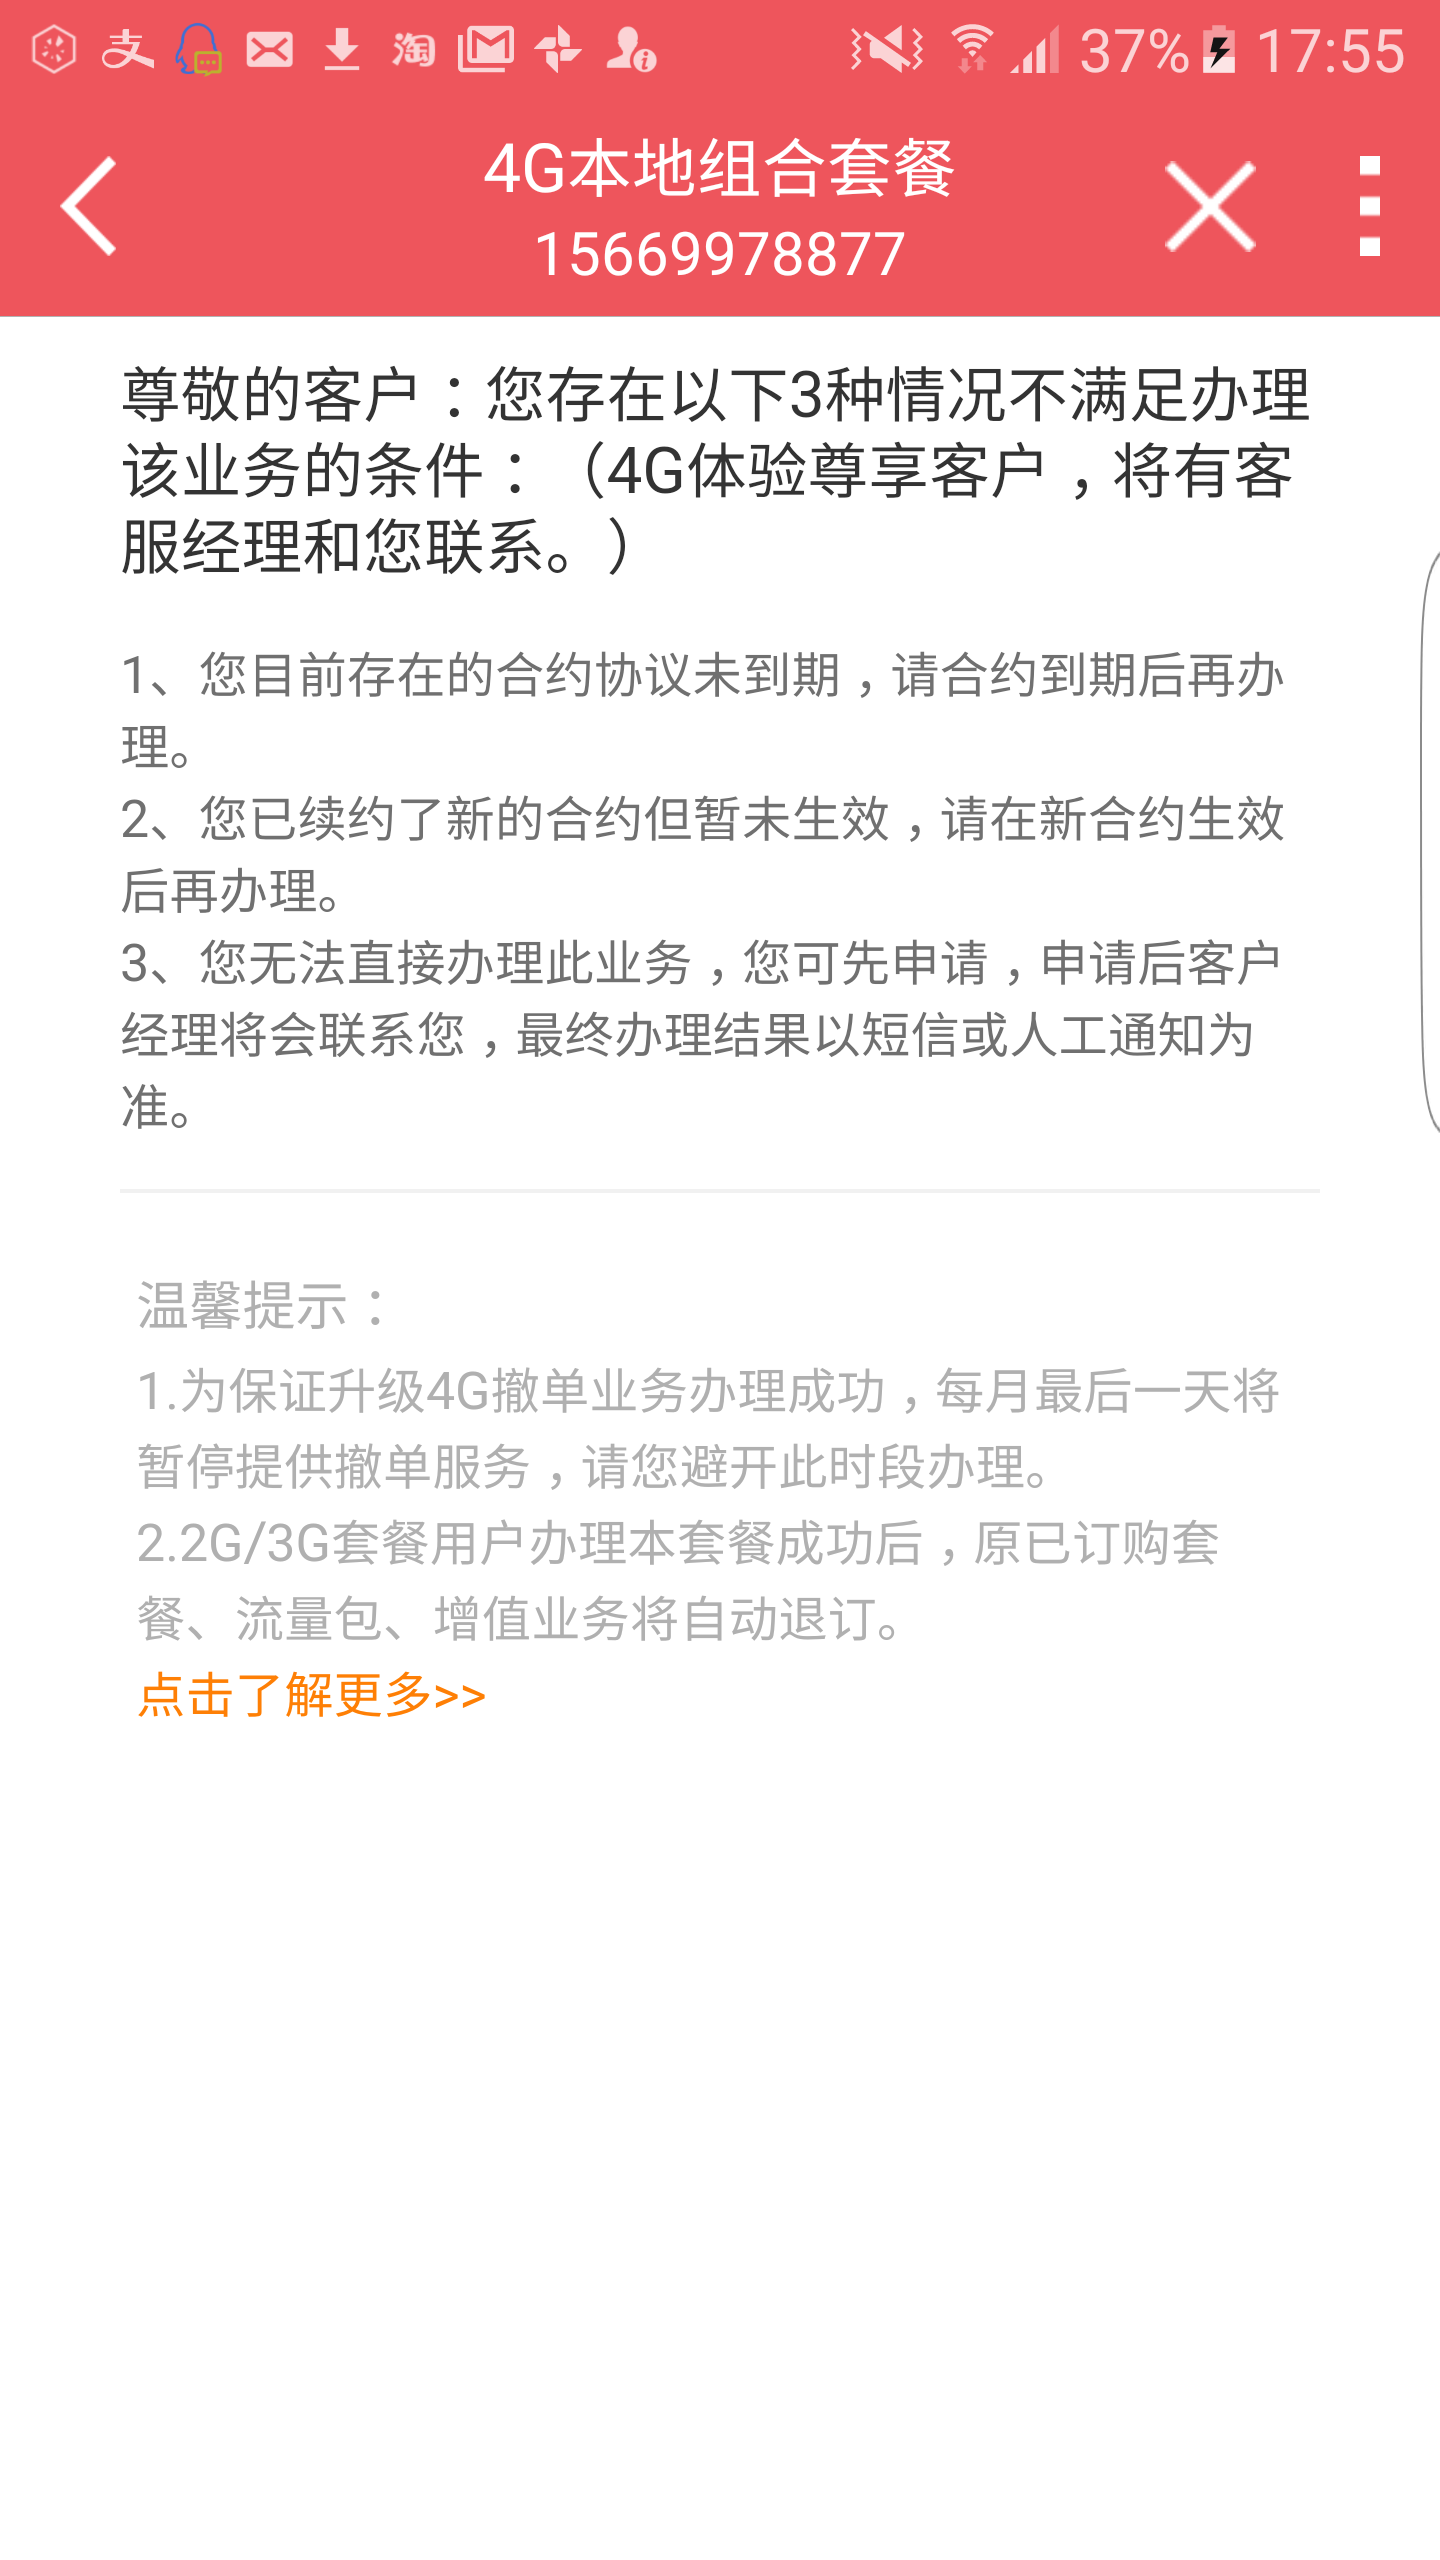 支 淘 37% 17:55
4G本地组合套餐
15669978877
尊敬的客户：您存在以下3种情况不满足办理
该业务的条件：（4G体验尊享客户，将有客
服经理和您联系。）
1、您目前存在的合约协议未到期，请合约到期后再办
理。
2、您已续约了新的合约但暂未生效，请在新合约生效
后再办理。
3、您无法直接办理此业务，您可先申请，申请后客户
经理将会联系您，最终办理结果以短信或人工通知为
准。
温馨提示：
1.为保证升级4G撤单业务办理成功，每月最后一天将
暂停提供撤单服务，请您避开此时段办理。
2.2G/3G套餐用户办理本套餐成功后，原已订购套
餐、流量包、增值业务将自动退订。
点击了解更多>>